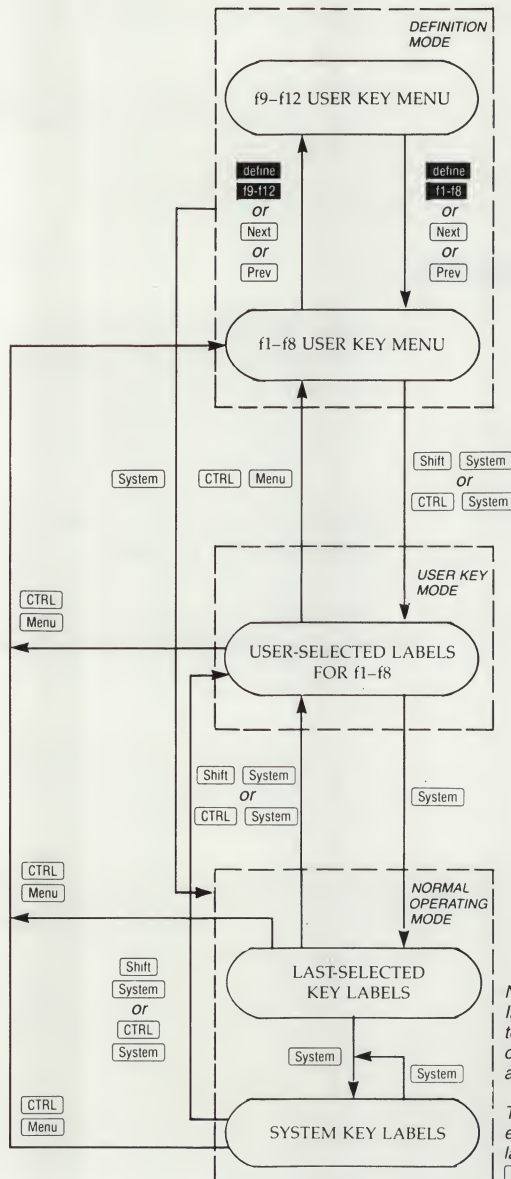 DEFINITION
MODE
f9–f12 USER KEY MENU
define
f9-f12
or
Next
or
Prev
define
f1-f8
or
Next
or
Prev
f1–f8 USER KEY MENU
System
CTRL Menu
Shift System
or
CTRL System
USER KEY
MODE
CTRL
Menu
USER-SELECTED LABELS
FOR f1–f8
Shift System
or
CTRL System
System
CTRL
Menu
NORMAL
OPERATING
MODE
LAST-SELECTED
KEY LABELS
Shift
System
or
CTRL
System
System
System
CTRL
Menu
SYSTEM KEY LABELS